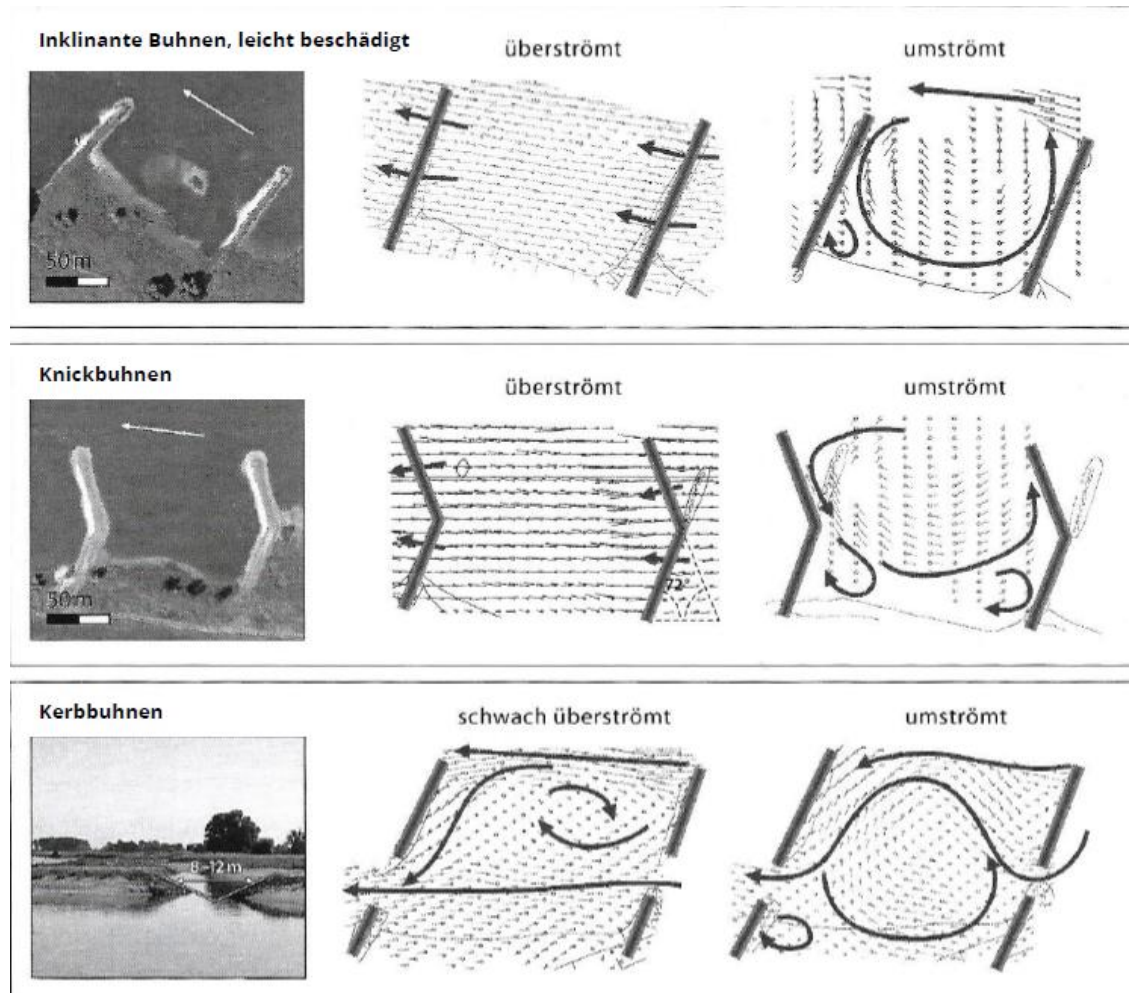 Inklinante Buhnen, leicht beschädigt
überströmt
umströmt
50 m
Knickbuhnen
überströmt
umströmt
50 m
72°
Kerbbuhnen
schwach überströmt
umströmt
8-12 m